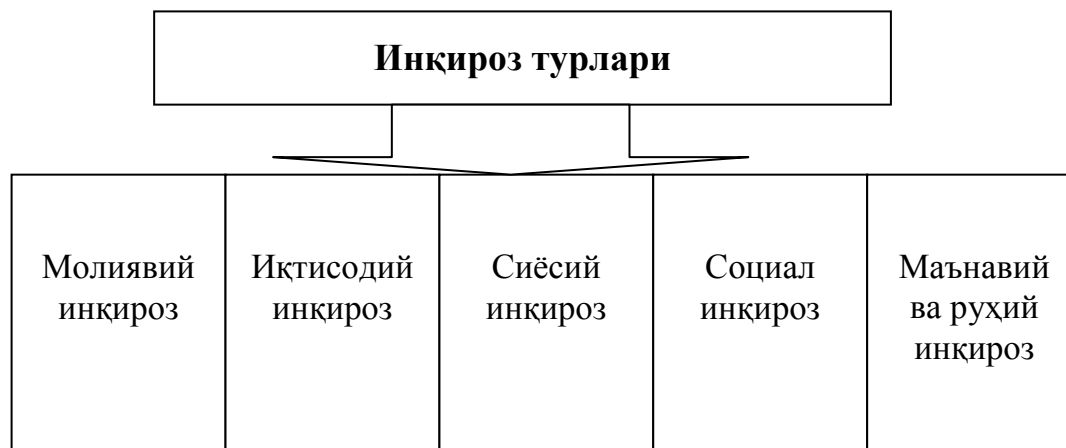 Инқироз турлари
Молиявий
инқироз
Иқтисодий
инқироз
Сиёсий
инқироз
Социал
инқироз
Маънавий
ва руҳий
инқироз